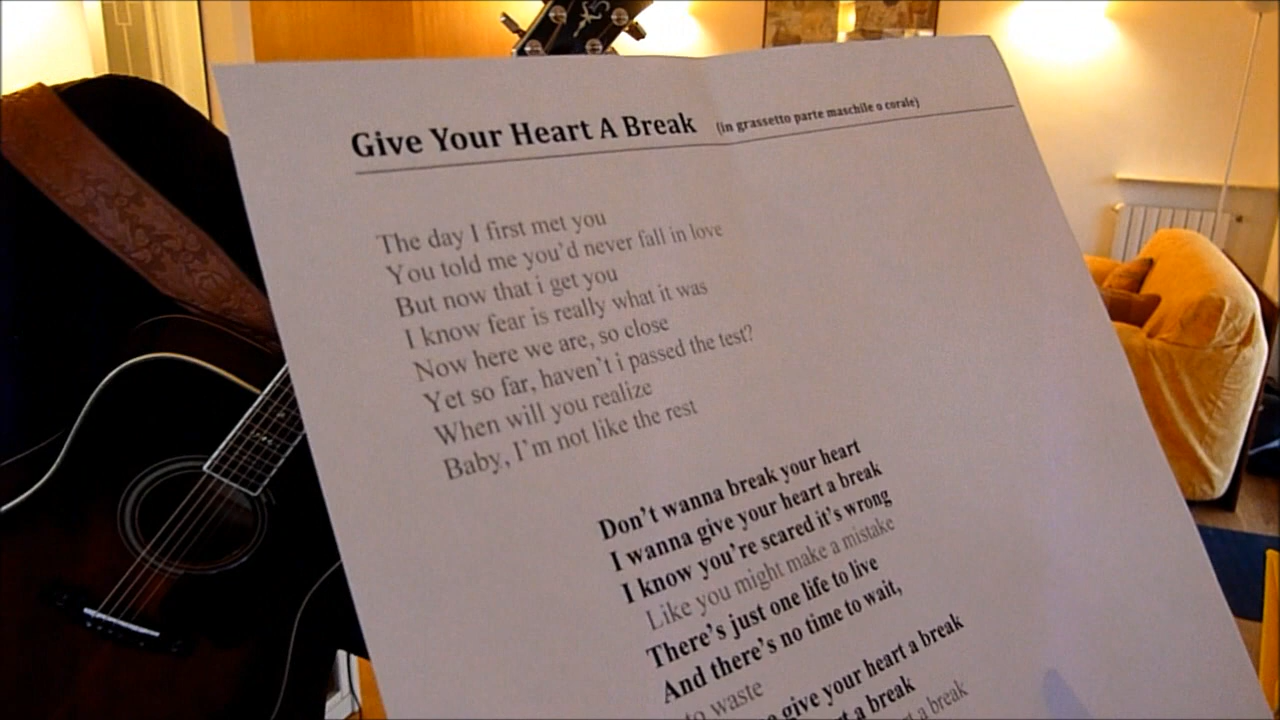 Give Your Heart A Break (in grassetto parte maschile o corale)
The day I first met you
You told me you'd never fall in love
But now that i get you
I know fear is really what it was
Now here we are, so close
Yet so far, haven't i passed the test?
When will you realize
Baby, I'm not like the rest
Don't wanna break your heart
I wanna give your heart a break
I know you're scared it's wrong
Like you might make a mistake
There's just one life to live
And there's no time to wait,
to waste
give your heart a break
a break
a break